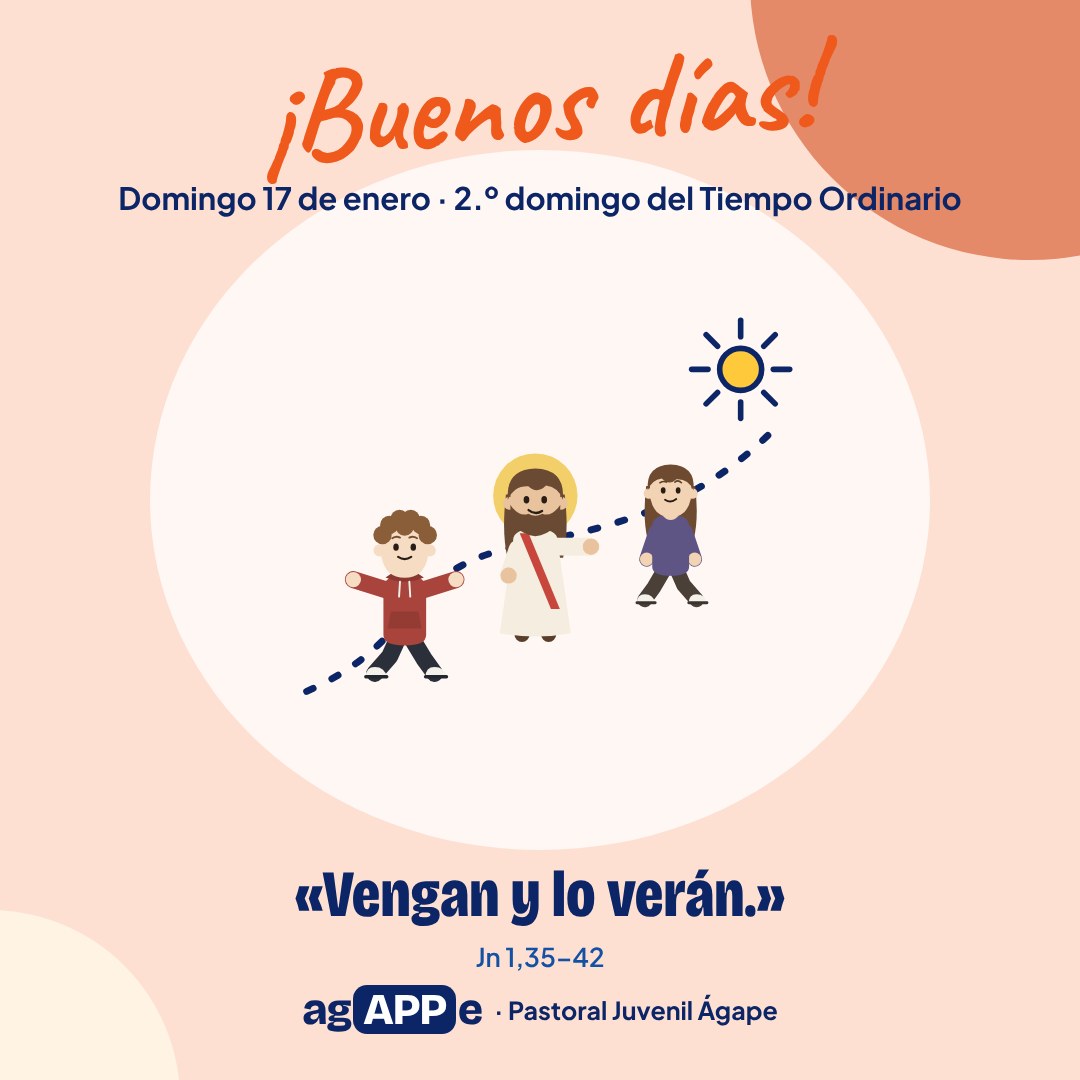 ¡Buenos días!
Domingo 17 de enero · 2.º domingo del Tiempo Ordinario
«Vengan y lo verán.»
Jn 1,35–42
agAPPe · Pastoral Juvenil Ágape